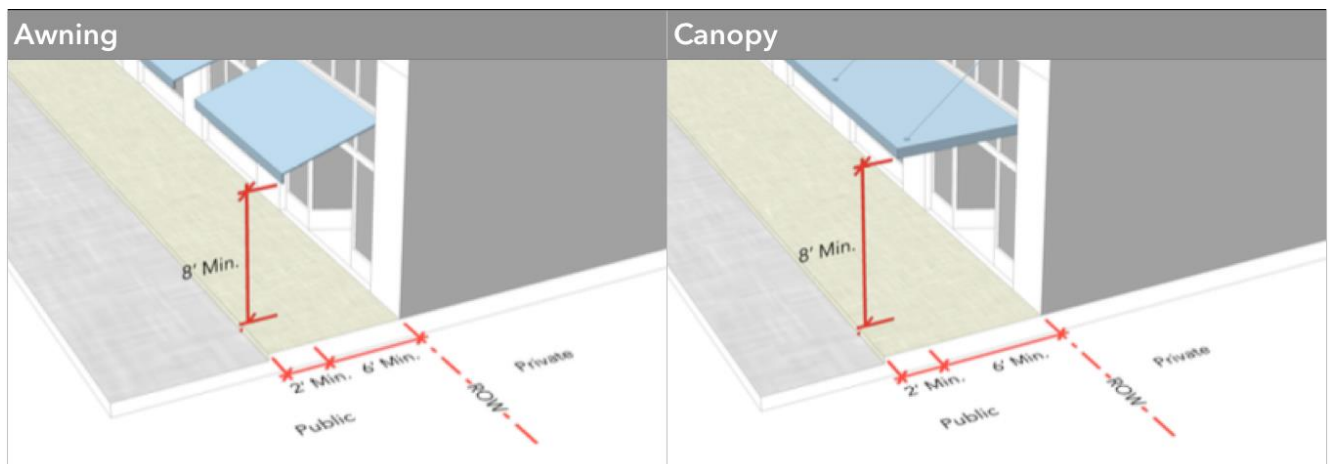 Awning
8' Min.
2' Min.
6' Min.
ROW
Private
Public
Canopy
8' Min.
2' Min.
6' Min.
ROW
Private
Public